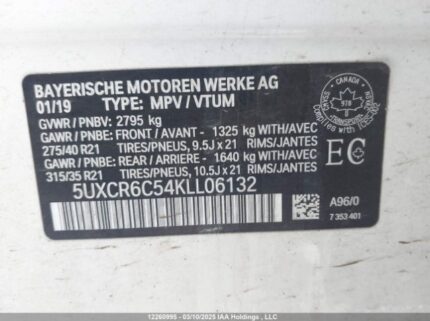 BAYERISCHE MOTOREN WERKE AG
01/19 TYPE: MPV / VTUM
GVWR / PNBV: 2795 kg
GAWR / PNBE: FRONT / AVANT - 1325 kg WITH/AVEC
275/40 R21 TIRES/PNEUS, 9.5J x 21 RIMS/JANTES
GAWR / PNBE: REAR / ARRIERE - 1640 kg WITH/AVEC
315/35 R21 TIRES/PNEUS, 10.5J x 21 RIMS/JANTES
5UXCR6C54KLL06132
CANADA
978
TRANSPORT
EC
A96/0
7 353 401
12260995 - 03/10/2025 IAA Holdings, LLC